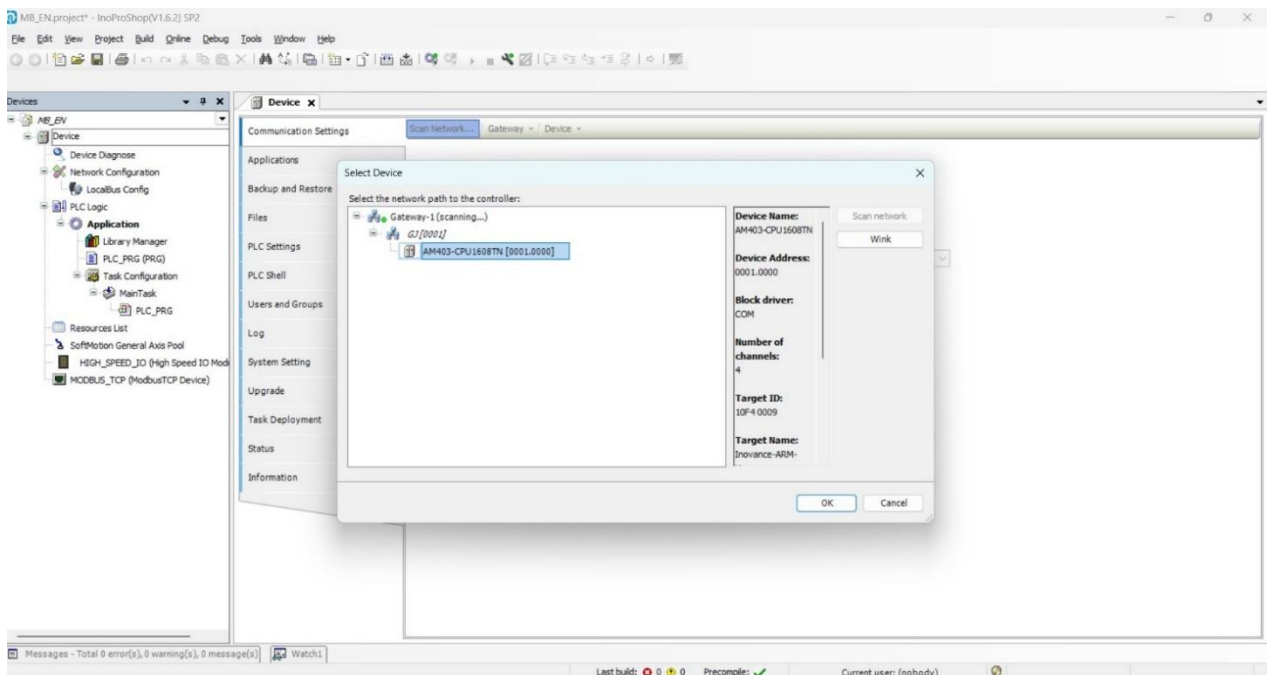 MB_EN.project* - InoProShop(V1.6.2) SP2
File Edit View Project Build Online Debug Tools Window Help
Devices
Device
MB_EN
Device
Device Diagnose
Network Configuration
LocalBus Config
PLC Logic
Application
Library Manager
PLC_PRG (PRG)
Task Configuration
MainTask
PLC_PRG
Resources List
SoftMotion General Axis Pool
HIGH_SPEED_IO (High Speed IO Mod
MODBUS_TCP (ModbusTCP Device)
Communication Settings
Applications
Backup and Restore
Files
PLC Settings
PLC Shell
Users and Groups
Log
System Setting
Upgrade
Task Deployment
Status
Information
Scan Network... Gateway Device
Select Device
Select the network path to the controller:
Gateway-1 (scanning...)
GJ[0001]
AM403-CPU1608TN [0001.0000]
Device Name:
AM403-CPU1608TN
Device Address:
0001.0000
Block driver:
COM
Number of
channels:
4
Target ID:
10F4 0009
Target Name:
Inovance-ARM-
Scan network
Wink
OK Cancel
Messages - Total 0 error(s), 0 warning(s), 0 message(s) Watch1
Last build: 0 0 Precompile: Current user: (nobody)